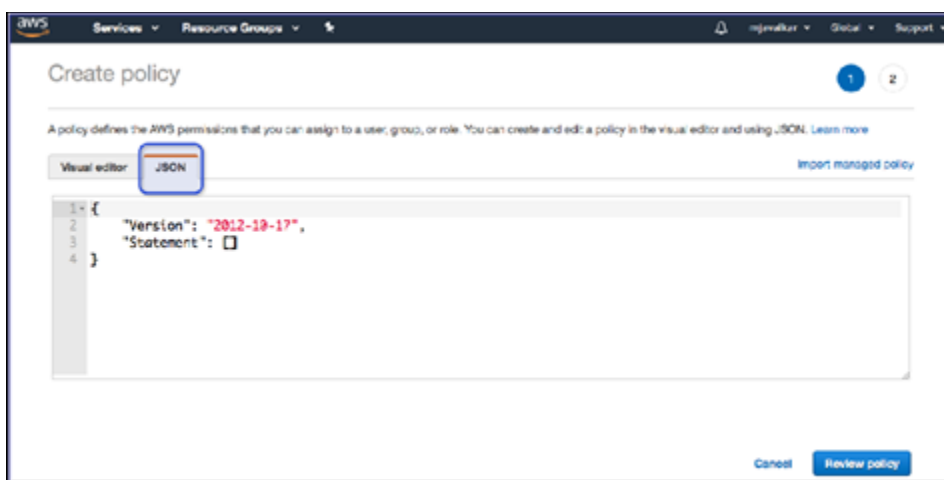 aws Services Resource Groups mjeralkar Global Support
Create policy 1 2
A policy defines the AWS permissions that you can assign to a user, group, or role. You can create and edit a policy in the visual editor and using JSON. Learn more
Visual editor JSON Import managed policy
1 {
2 "Version": "2012-10-17",
3 "Statement": []
4 }
Cancel Review policy